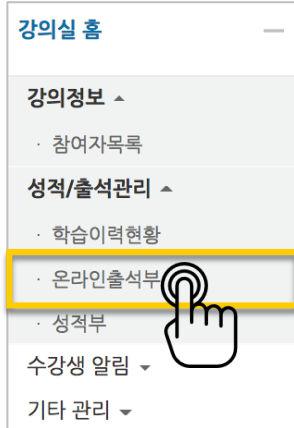 강의실 홈
강의정보
· 참여자목록
성적/출석관리
· 학습이력현황
· 온라인출석부
· 성적부
수강생 알림
기타 관리